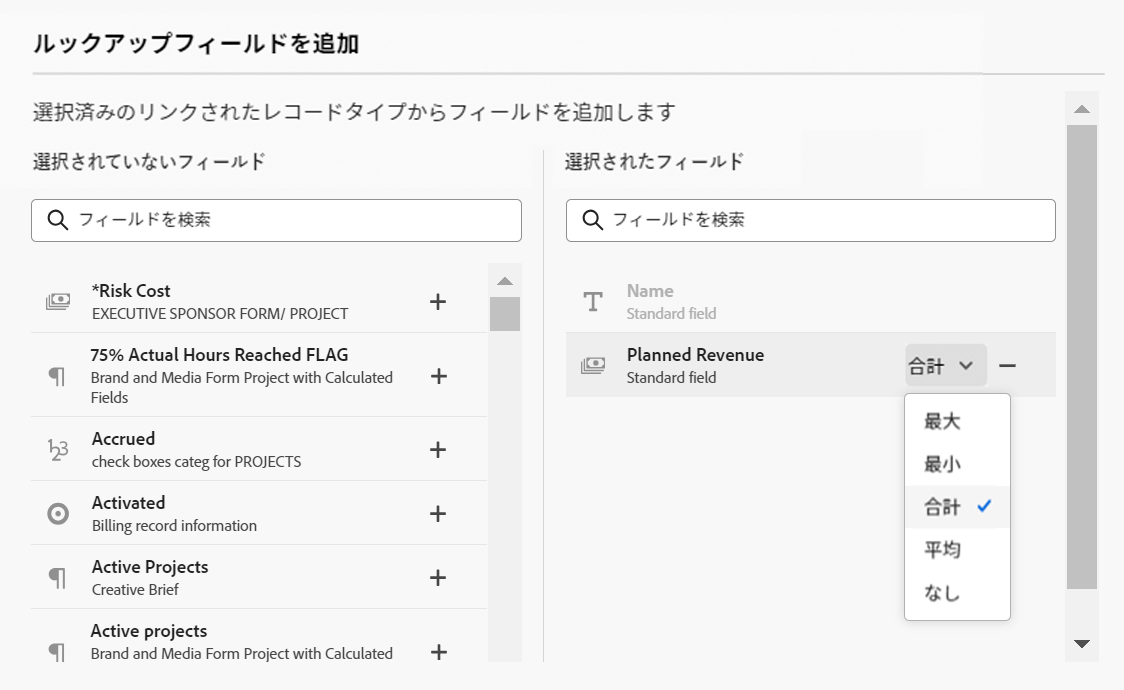 ルックアップフィールドを追加
選択済みのリンクされたレコードタイプからフィールドを追加します
選択されていないフィールド
フィールドを検索
*Risk Cost
EXECUTIVE SPONSOR FORM/ PROJECT
75% Actual Hours Reached FLAG
Brand and Media Form Project with Calculated
Fields
Accrued
check boxes categ for PROJECTS
Activated
Billing record information
Active Projects
Creative Brief
Active projects
Brand and Media Form Project with Calculated
選択されたフィールド
フィールドを検索
Name
Standard field
Planned Revenue
Standard field
合計
最大
最小
合計
平均
なし